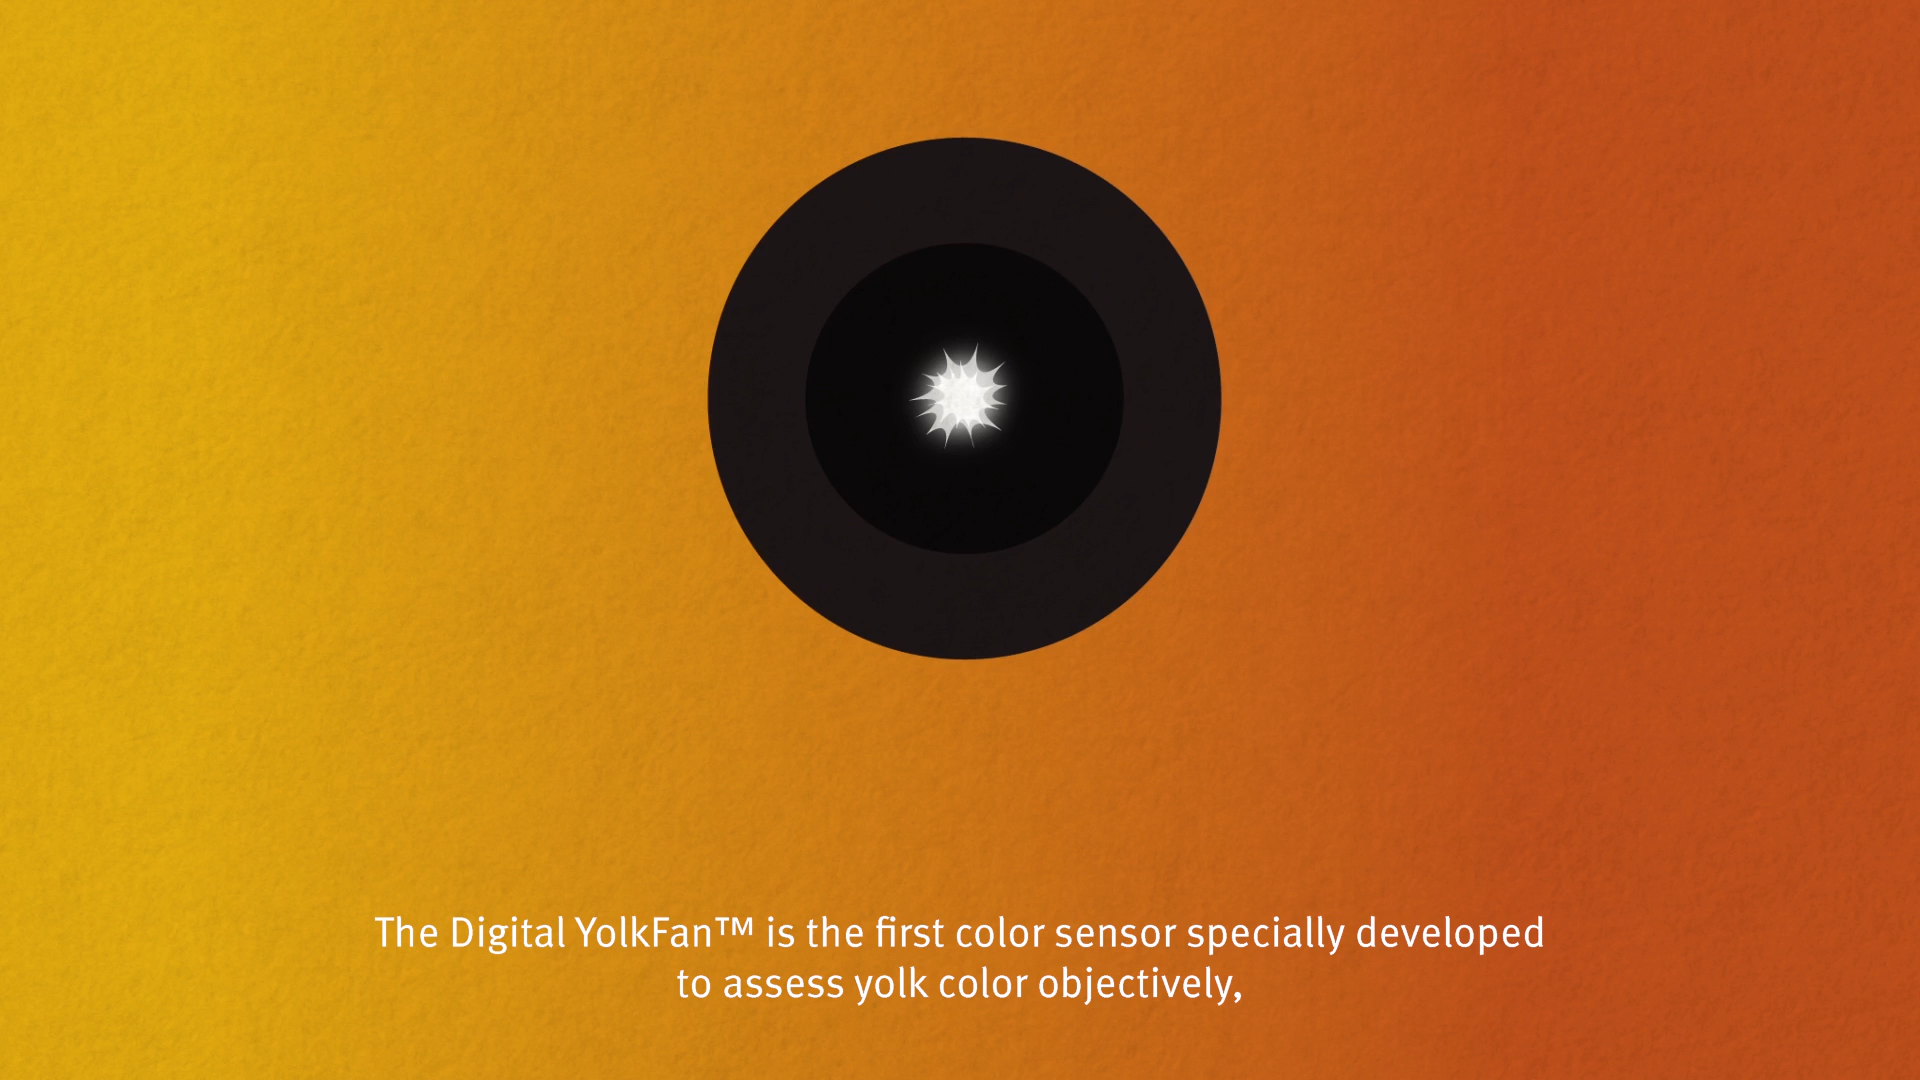 The Digital YolkFan™ is the first color sensor specially developed
to assess yolk color objectively,